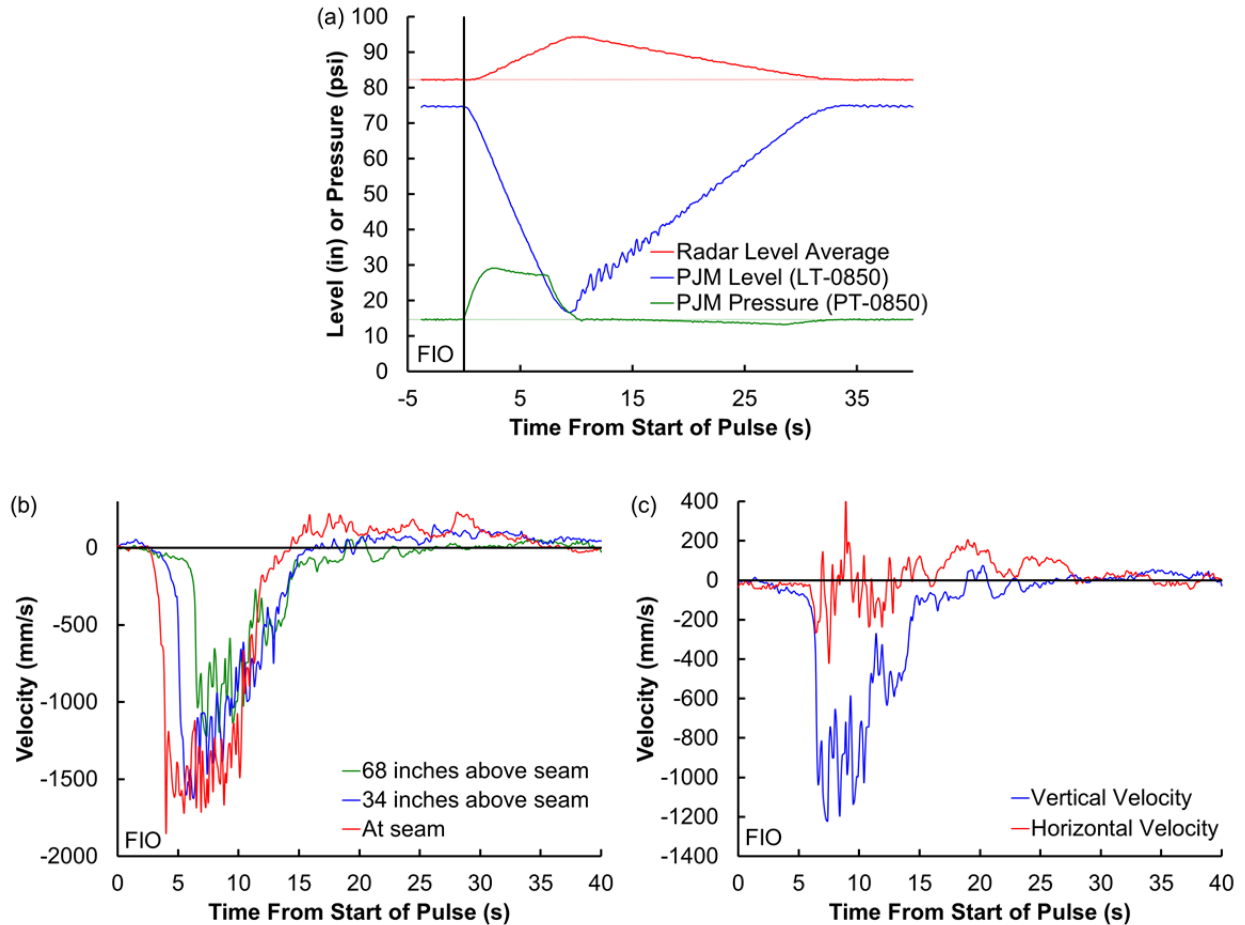 (a)
100
90
80
70
60
50
40
30
20
10
0
Level (in) or Pressure (psi)
Radar Level Average
PJM Level (LT-0850)
PJM Pressure (PT-0850)
FIO
-5 5 15 25 35
Time From Start of Pulse (s)
(b)
0
-500
-1000
-1500
-2000
Velocity (mm/s)
68 inches above seam
34 inches above seam
At seam
FIO
0 5 10 15 20 25 30 35 40
Time From Start of Pulse (s)
(c)
400
200
0
-200
-400
-600
-800
-1000
-1200
-1400
Velocity (mm/s)
Vertical Velocity
Horizontal Velocity
FIO
0 5 10 15 20 25 30 35 40
Time From Start of Pulse (s)